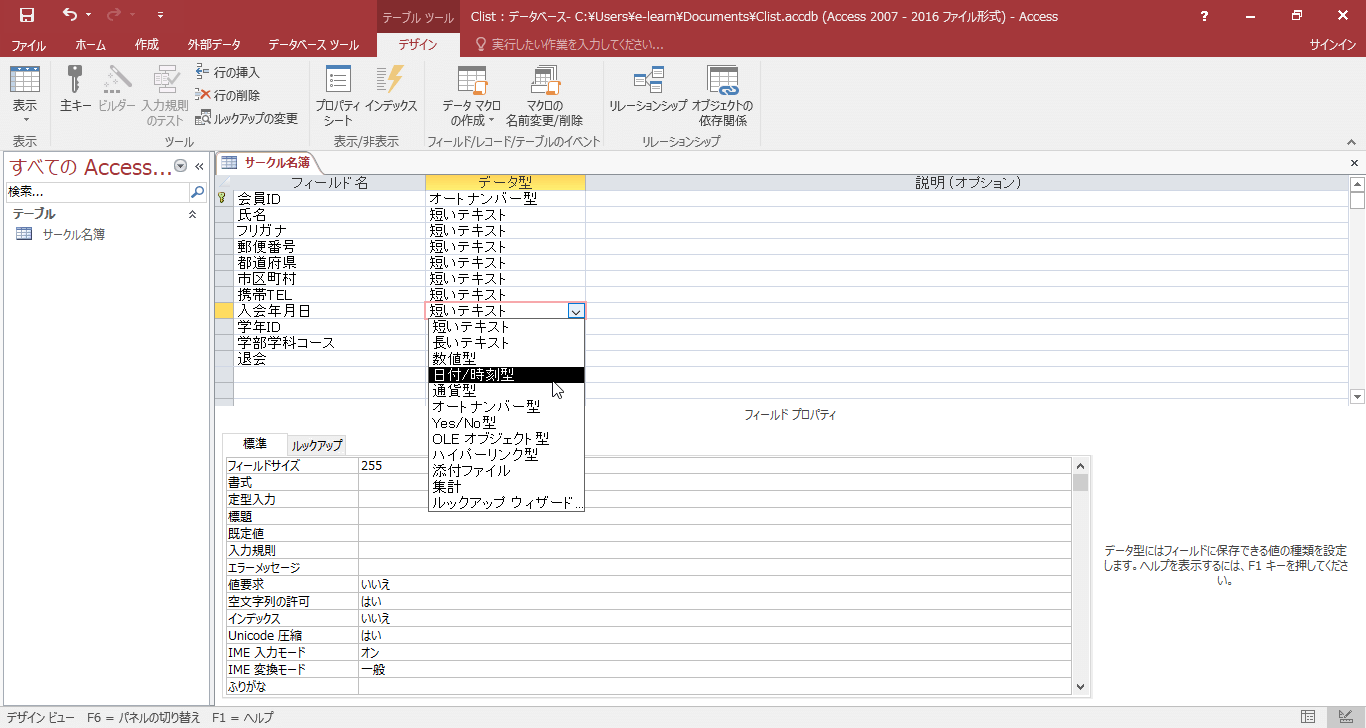 テーブル ツール
Clist : データベース- C:¥Users¥e-learn¥Documents¥Clist.accdb (Access 2007 - 2016 ファイル形式) - Access
?
ファイル ホーム 作成 外部データ データベース ツール デザイン 実行したい作業を入力してください... サインイン
表示
主キー ビルダー 入力規則のテスト
行の挿入
行の削除
ルックアップの変更
プロパティ シート インデックス
データ マクロの作成 マクロの名前変更/削除
リレーションシップ オブジェクトの依存関係
表示 ツール 表示/非表示 フィールド/レコード/テーブルのイベント リレーションシップ
すべての Access...
検索...
テーブル
サークル名簿
サークル名簿
フィールド名 データ型 説明(オプション)
会員ID オートナンバー型
氏名 短いテキスト
フリガナ 短いテキスト
郵便番号 短いテキスト
都道府県 短いテキスト
市区町村 短いテキスト
携帯TEL 短いテキスト
入会年月日 短いテキスト
学年ID
学部学科コース
退会
短いテキスト
長いテキスト
数値型
日付/時刻型
通貨型
オートナンバー型
Yes/No型
OLE オブジェクト型
ハイパーリンク型
添付ファイル
集計
ルックアップ ウィザード...
フィールド プロパティ
標準 ルックアップ
フィールドサイズ 255
書式
定型入力
標題
既定値
入力規則
エラーメッセージ
値要求 いいえ
空文字列の許可 はい
インデックス いいえ
Unicode 圧縮 はい
IME 入力モード オン
IME 変換モード 一般
ふりがな
データ型にはフィールドに保存できる値の種類を設定
します。ヘルプを表示するには、F1 キーを押してくださ
い。
デザイン ビュー F6 = パネルの切り替え F1 = ヘルプ